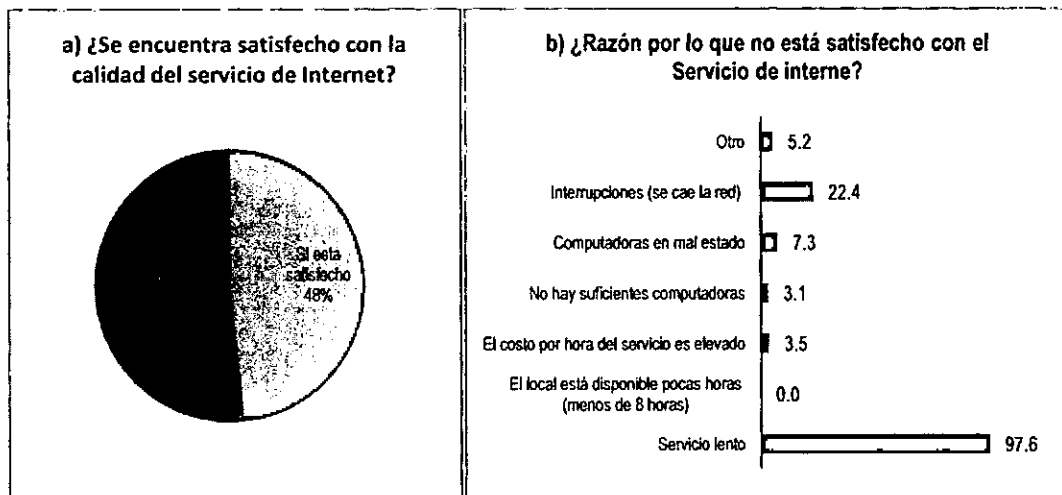 a) ¿Se encuentra satisfecho con la
calidad del servicio de Internet?
Si está
satisfecho
48%
b) ¿Razón por lo que no está satisfecho con el
Servicio de interne?
Otro 5.2
Interrupciones (se cae la red) 22.4
Computadoras en mal estado 7.3
No hay suficientes computadoras 3.1
El costo por hora del servicio es elevado 3.5
El local está disponible pocas horas
(menos de 8 horas) 0.0
Servicio lento 97.6